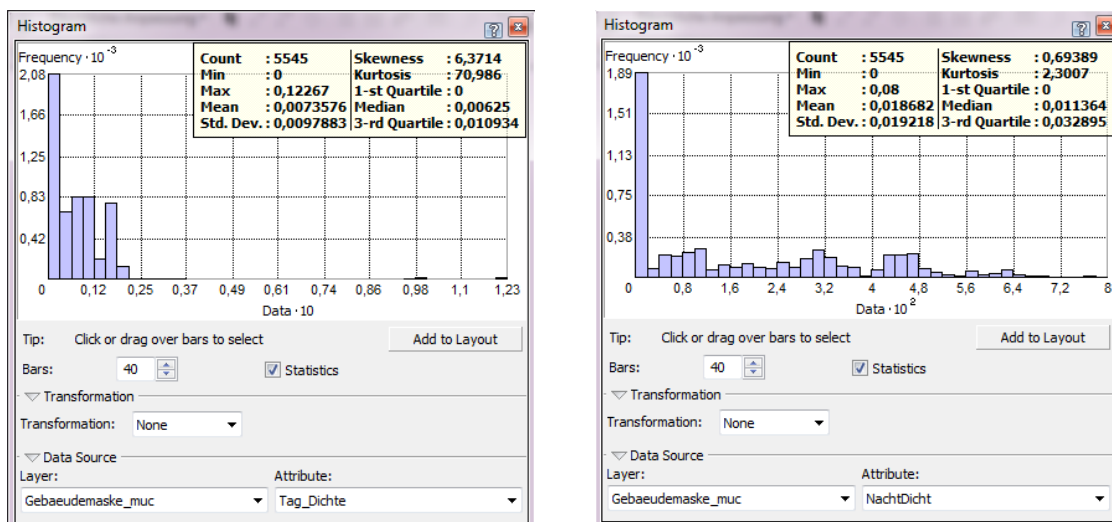 Histogram
Frequency · 10 ⁻³
Count : 5545 Skewness : 6,3714
Min : 0 Kurtosis : 70,986
Max : 0,12267 1-st Quartile : 0
Mean : 0,0073576 Median : 0,00625
Std. Dev. : 0,0097883 3-rd Quartile : 0,010934
2,08
1,66
1,25
0,83
0,42
0 0,12 0,25 0,37 0,49 0,61 0,74 0,86 0,98 1,1 1,23
Data · 10
Tip: Click or drag over bars to select Add to Layout
Bars: 40 Statistics
Transformation
Transformation: None
Data Source
Layer: Attribute:
Gebaeudemaske_muc Tag_Dichte
Histogram
Frequency · 10 ⁻³
Count : 5545 Skewness : 0,69389
Min : 0 Kurtosis : 2,3007
Max : 0,08 1-st Quartile : 0
Mean : 0,018682 Median : 0,011364
Std. Dev. : 0,019218 3-rd Quartile : 0,032895
1,89
1,51
1,13
0,75
0,38
0 0,8 1,6 2,4 3,2 4 4,8 5,6 6,4 7,2 8
Data · 10 ²
Tip: Click or drag over bars to select Add to Layout
Bars: 40 Statistics
Transformation
Transformation: None
Data Source
Layer: Attribute:
Gebaeudemaske_muc NachtDicht